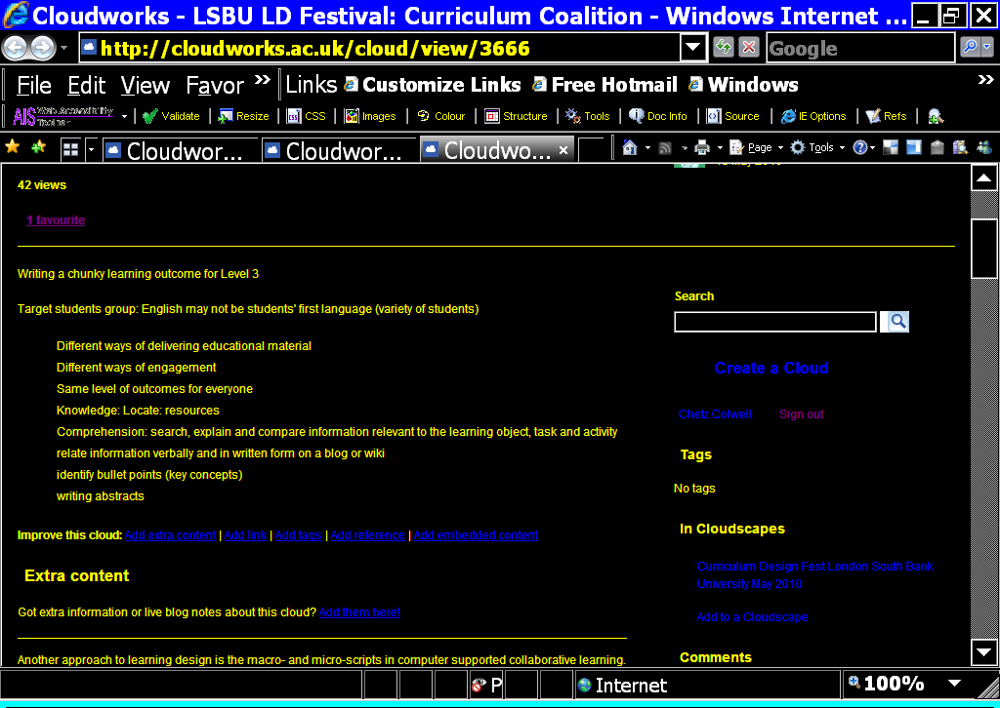 Cloudworks - LSBU LD Festival: Curriculum Coalition - Windows Internet ...
http://cloudworks.ac.uk/cloud/view/3666
Google
File Edit View Favor » Links Customize Links Free Hotmail Windows »
AIS Web Accessibility Toolbar Validate Resize CSS Images Colour Structure Tools Doc Info Source IE Options Refs
Cloudwor... Cloudwor... Cloudwo... × Page Tools
42 views
1 favourite
Writing a chunky learning outcome for Level 3
Search
Target students group: English may not be students' first language (variety of students)
Different ways of delivering educational material
Different ways of engagement
Create a Cloud
Same level of outcomes for everyone
Knowledge: Locate: resources
Chetz Colwell Sign out
Comprehension: search, explain and compare information relevant to the learning object, task and activity
relate information verbally and in written form on a blog or wiki
Tags
identify bullet points (key concepts)
No tags
writing abstracts
In Cloudscapes
Improve this cloud: Add extra content | Add link | Add tags | Add reference | Add embedded content
Curriculum Design Fest London South Bank
University May 2010
Extra content
Got extra information or live blog notes about this cloud? Add them here!
Add to a Cloudscape
Comments
Another approach to learning design is the macro- and micro-scripts in computer supported collaborative learning.
P Internet 100%